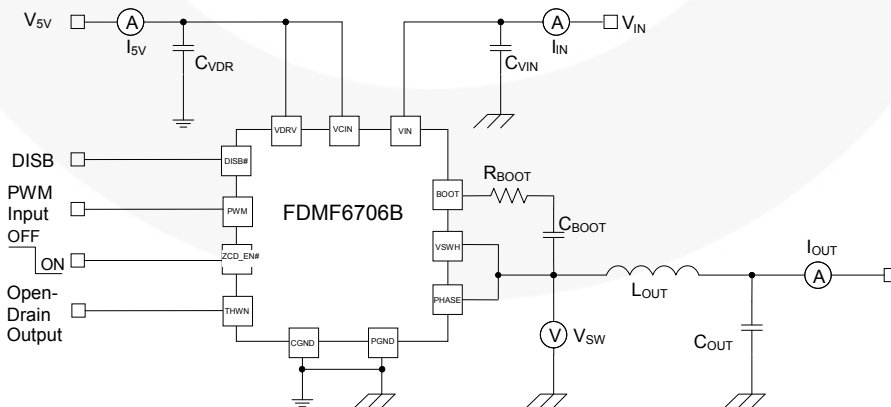 V5V
A
I5V
CVDR
CVIN
A
IIN
VIN
VDRV
VCIN
VIN
DISB
DISB#
PWM
Input
PWM
FDMF6706B
BOOT
RBOOT
CBOOT
OFF
ON
ZCD_EN#
VSWH
Open-
Drain
Output
THWN
PHASE
LOUT
IOUT
A
CGND
PGND
V
VSW
COUT